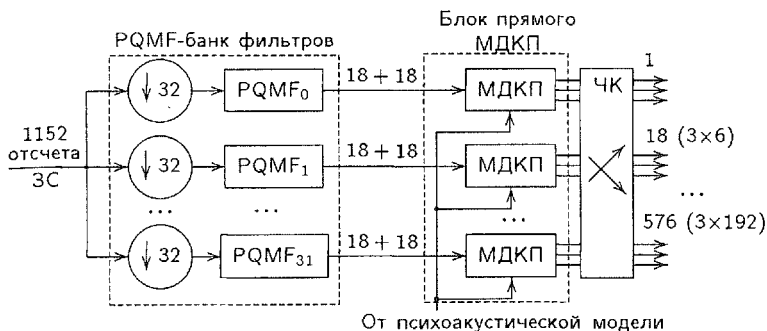 Блок прямого
МДКП
PQMF-банк фильтров
1152
отсчета
ЗС
↓ 32
PQMF₀
18 + 18
МДКП
ЧК
1
↓ 32
PQMF₁
18 + 18
МДКП
18 (3×6)
...
...
...
...
↓ 32
PQMF₃₁
18 + 18
МДКП
576 (3×192)
От психоакустической модели